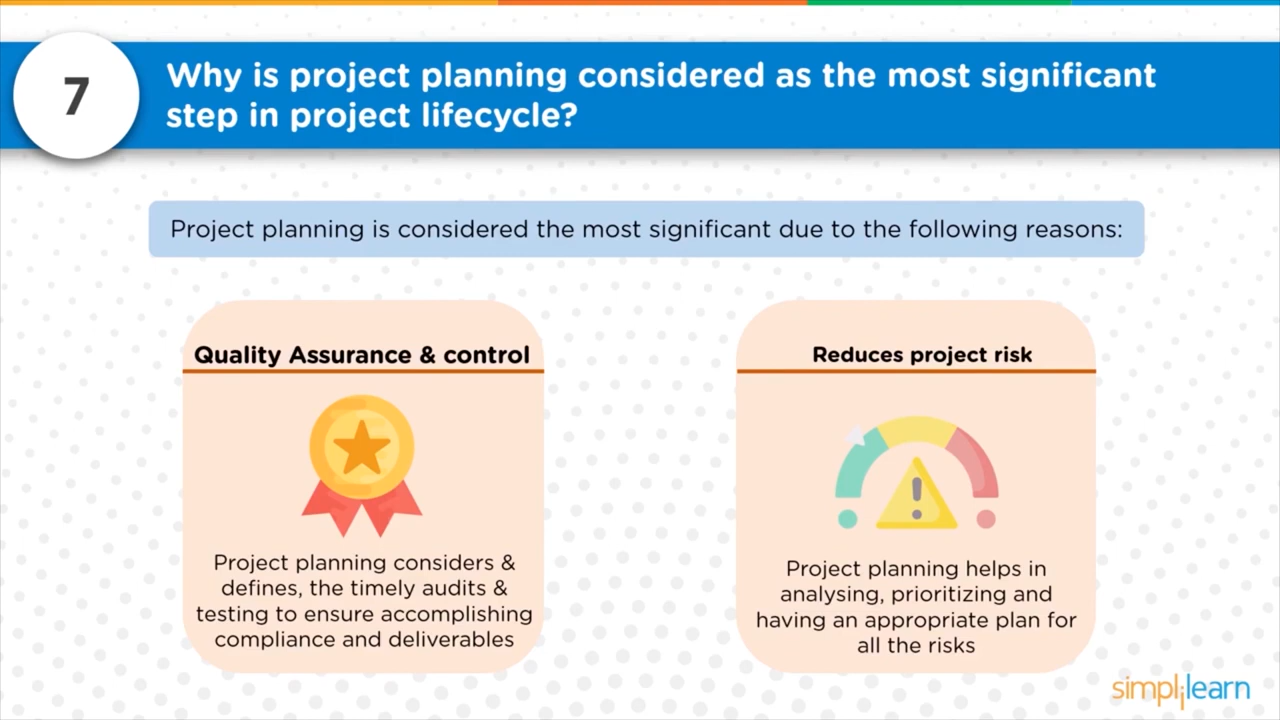 7
Why is project planning considered as the most significant
step in project lifecycle?
Project planning is considered the most significant due to the following reasons:
Quality Assurance & control
Project planning considers &
defines, the timely audits &
testing to ensure accomplishing
compliance and deliverables
Reduces project risk
Project planning helps in
analysing, prioritizing and
having an appropriate plan for
all the risks
simplilearn